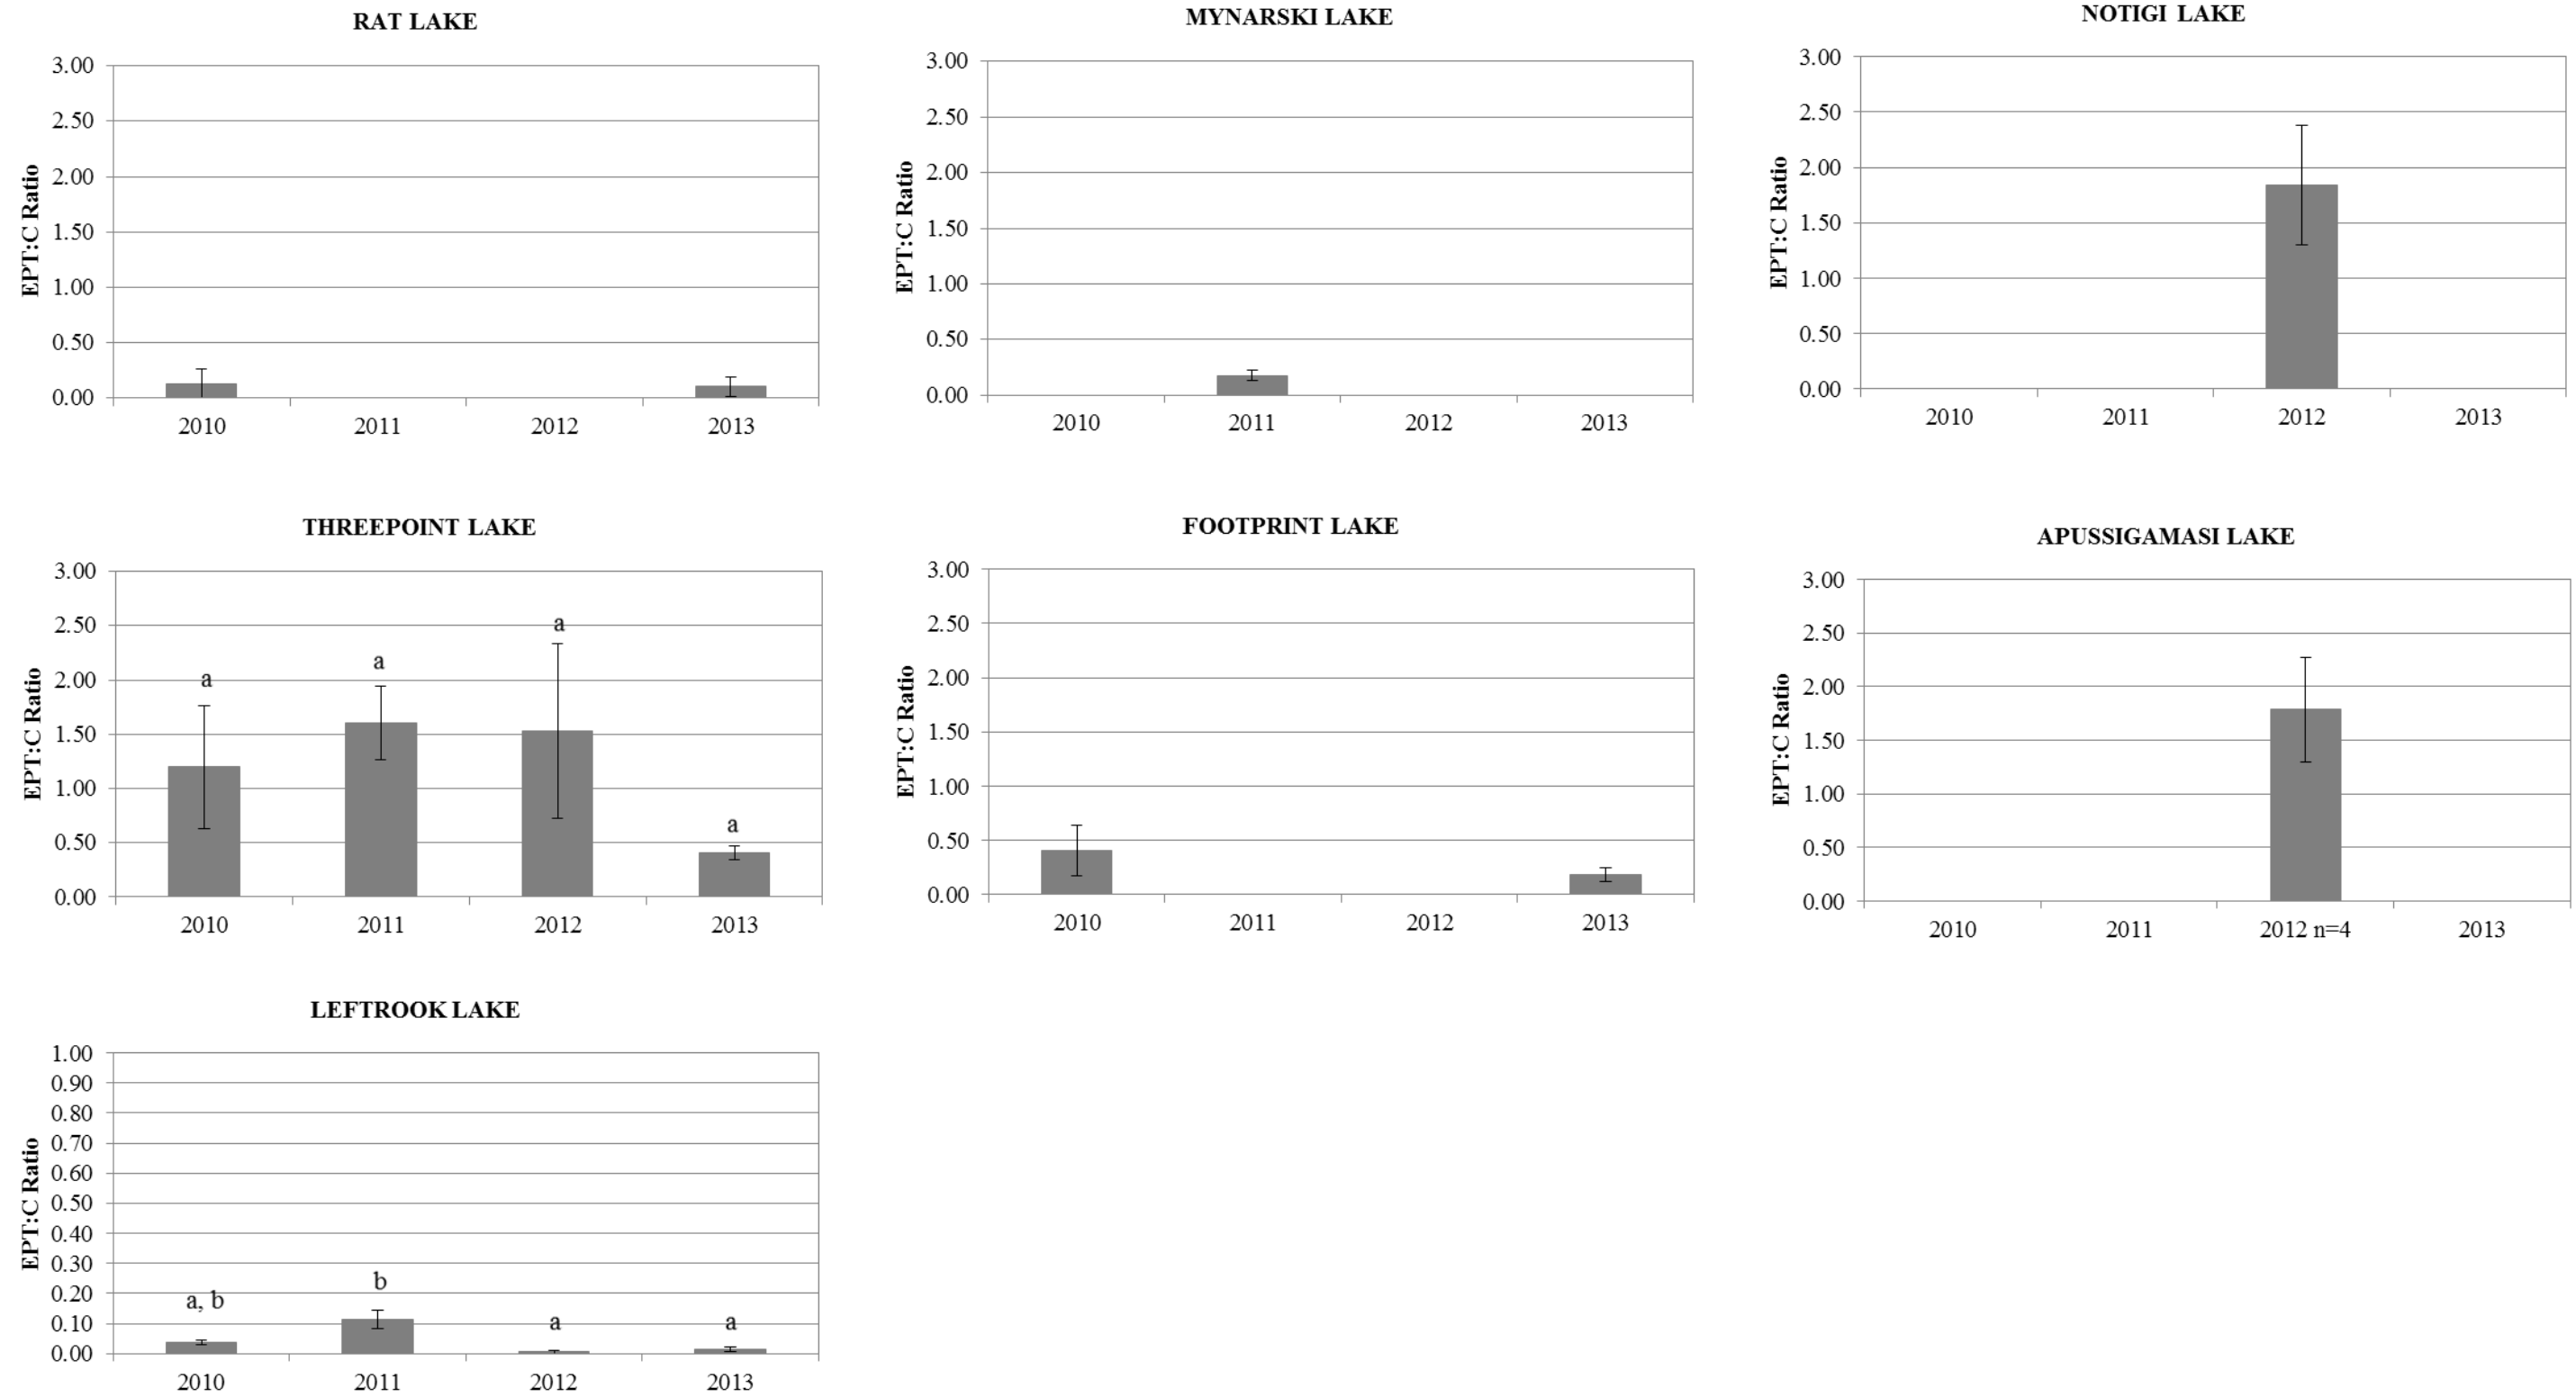 RAT LAKE
EPT:C Ratio
3.00
2.50
2.00
1.50
1.00
0.50
0.00
2010 2011 2012 2013
MYNARSKI LAKE
EPT:C Ratio
3.00
2.50
2.00
1.50
1.00
0.50
0.00
2010 2011 2012 2013
NOTIGI LAKE
EPT:C Ratio
3.00
2.50
2.00
1.50
1.00
0.50
0.00
2010 2011 2012 2013
THREEPOINT LAKE
EPT:C Ratio
3.00
2.50
2.00
1.50
1.00
0.50
0.00
a a a a
2010 2011 2012 2013
FOOTPRINT LAKE
EPT:C Ratio
3.00
2.50
2.00
1.50
1.00
0.50
0.00
2010 2011 2012 2013
APUSSIGAMASI LAKE
EPT:C Ratio
3.00
2.50
2.00
1.50
1.00
0.50
0.00
2010 2011 2012 n=4 2013
LEFTROOK LAKE
EPT:C Ratio
1.00
0.90
0.80
0.70
0.60
0.50
0.40
0.30
0.20
0.10
0.00
a, b b a a
2010 2011 2012 2013